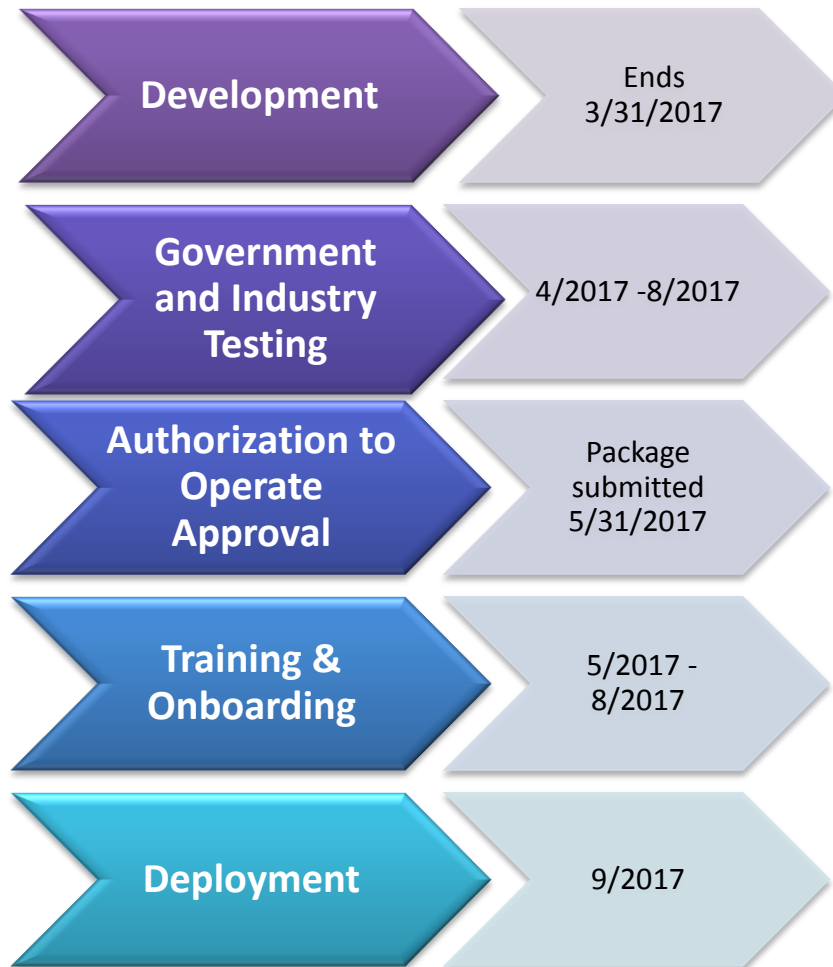 Development
Ends
3/31/2017
Government
and Industry
Testing
4/2017 -8/2017
Authorization to
Operate
Approval
Package
submitted
5/31/2017
Training &
Onboarding
5/2017 -
8/2017
Deployment
9/2017